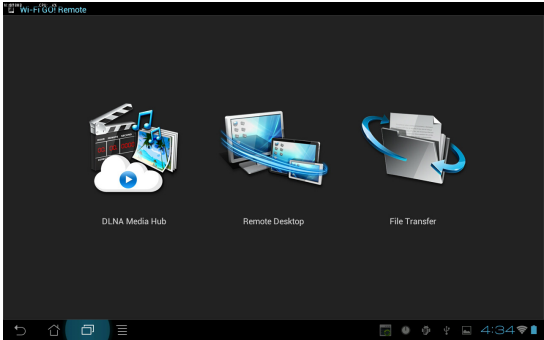 Wi-Fi GO! Remote
DLNA Media Hub
Remote Desktop
File Transfer
4:34